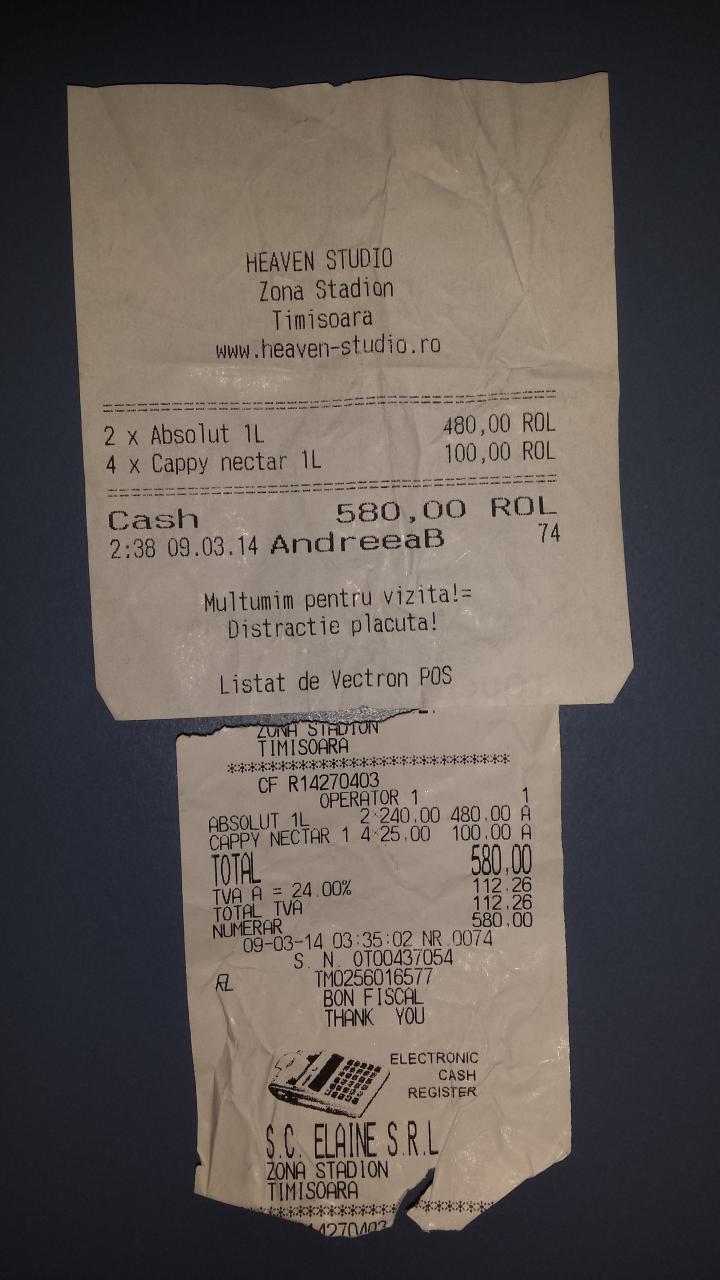 HEAVEN STUDIO
Zona Stadion
Timisoara
www.heaven-studio.ro
2 x Absolut 1L 480,00 ROL
4 x Cappy nectar 1L 100,00 ROL
Cash 580,00 ROL
2:38 09.03.14 AndreeaB 74
Multumim pentru vizita!=
Distractie placuta!
Listat de Vectron POS
ZONA STADION
TIMISOARA
*****************************
CF R14270403
OPERATOR 1 1
ABSOLUT 1L 2·240.00 480.00 A
CAPPY NECTAR 1 4·25.00 100.00 A
TOTAL 580,00
TVA A = 24.00% 112.26
TOTAL TVA 112.26
NUMERAR 580.00
09-03-14 03:35:02 NR.0074
S. N. OT00437054
TM0256016577
BON FISCAL
THANK YOU
ELECTRONIC
CASH
REGISTER
S.C. ELAINE S.R.L
ZONA STADION
TIMISOARA
14270403